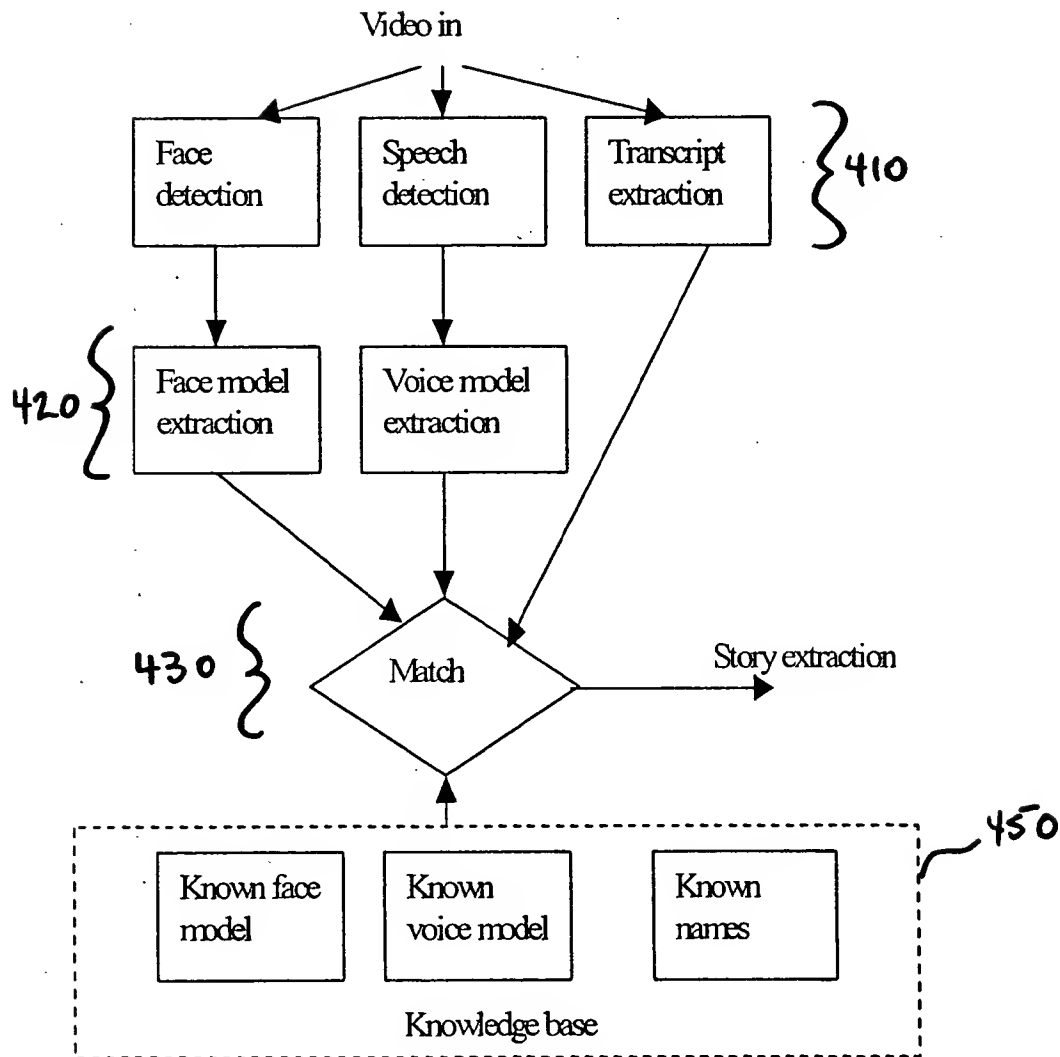 Video in
Face
detection
Speech
detection
Transcript
extraction
410
420
Face model
extraction
Voice model
extraction
430
Match
Story extraction
450
Known face
model
Known
voice model
Known
names
Knowledge base